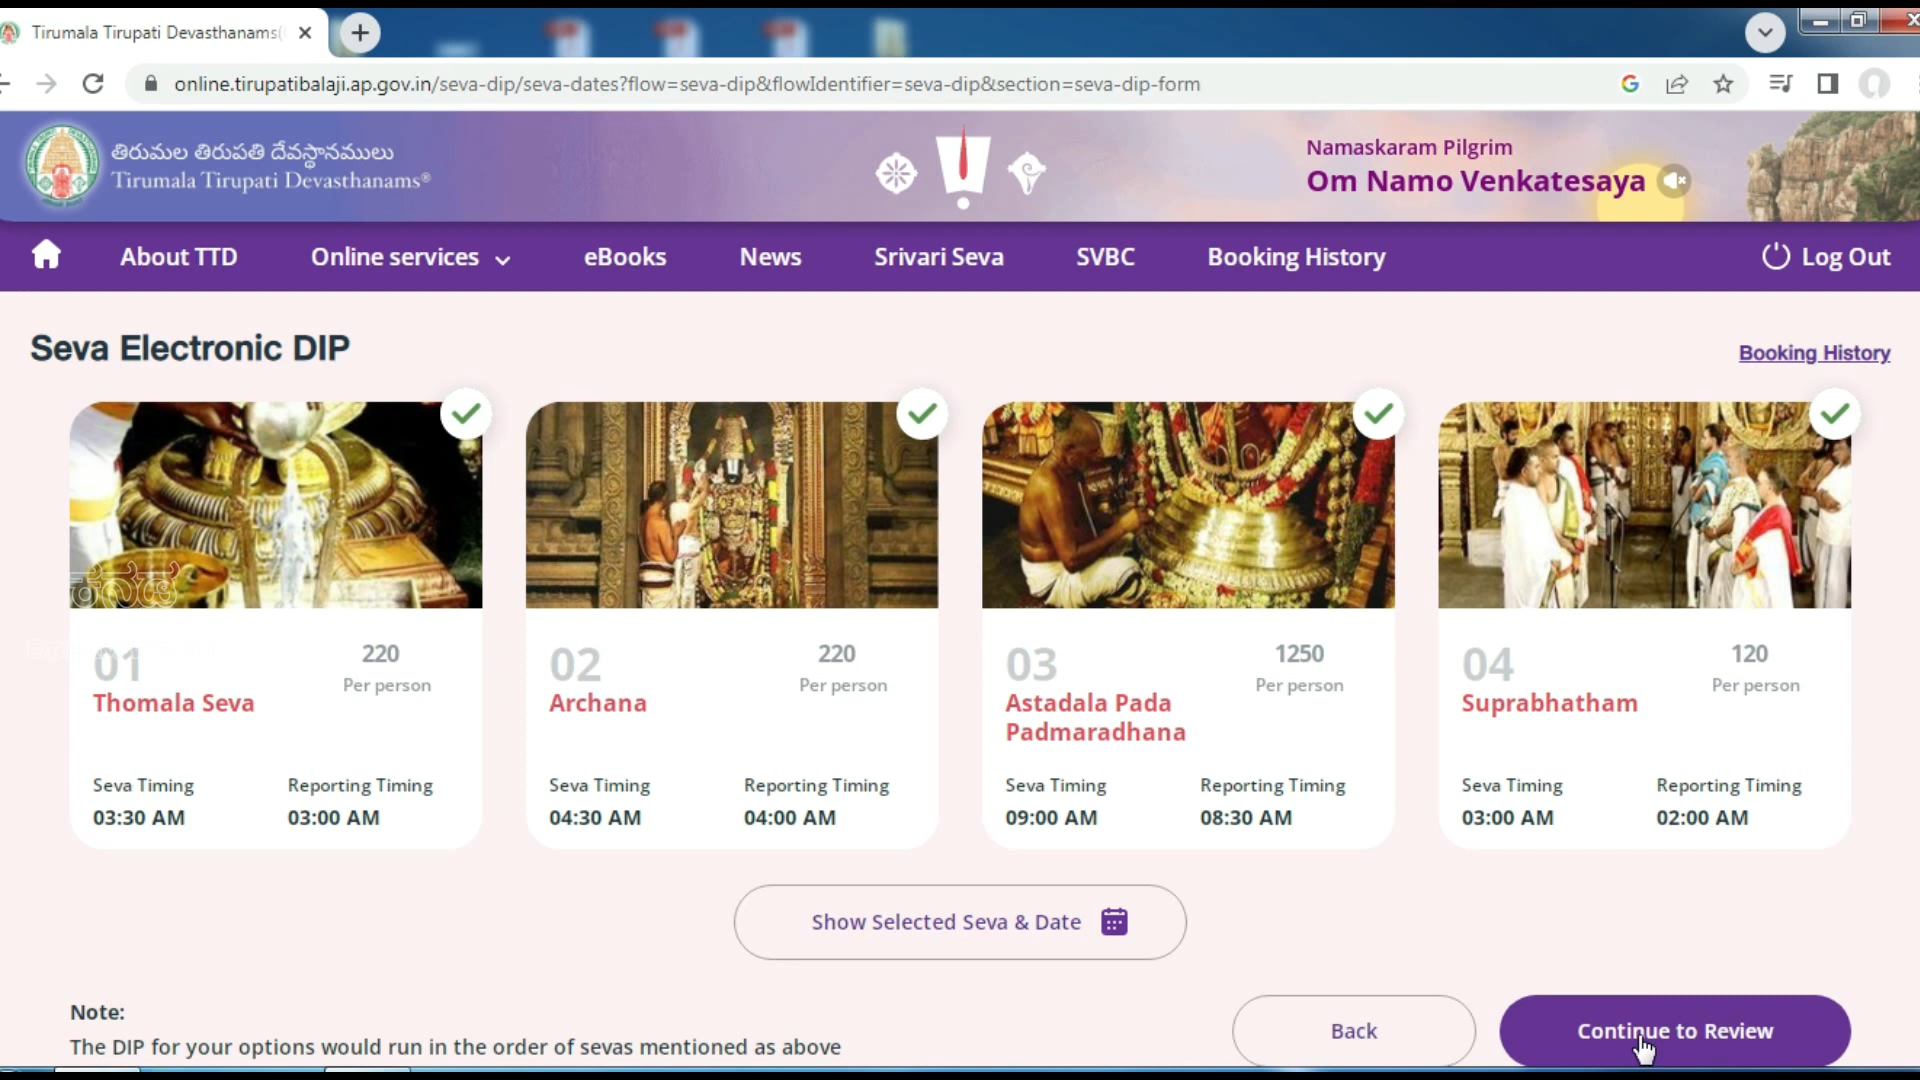 Tirumala Tirupati Devasthanams(
online.tirupatibalaji.ap.gov.in/seva-dip/seva-dates?flow=seva-dip&flowIdentifier=seva-dip&section=seva-dip-form
తిరుమల తిరుపతి దేవస్థానములు
Tirumala Tirupati Devasthanams®
Namaskaram Pilgrim
Om Namo Venkatesaya
About TTD Online services eBooks News Srivari Seva SVBC Booking History Log Out
Seva Electronic DIP
Booking History
01 220
Per person
Thomala Seva
Seva Timing Reporting Timing
03:30 AM 03:00 AM
02 220
Per person
Archana
Seva Timing Reporting Timing
04:30 AM 04:00 AM
03 1250
Per person
Astadala Pada
Padmaradhana
Seva Timing Reporting Timing
09:00 AM 08:30 AM
04 120
Per person
Suprabhatham
Seva Timing Reporting Timing
03:00 AM 02:00 AM
Show Selected Seva & Date
Note:
The DIP for your options would run in the order of sevas mentioned as above
Back
Continue to Review